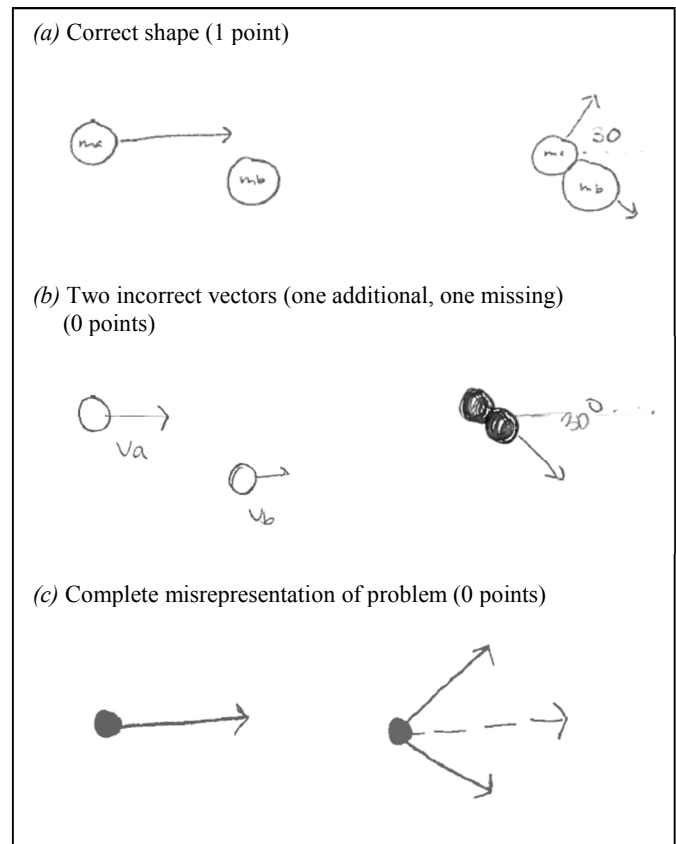 (a) Correct shape (1 point)
ma
mb
30
ma
mb
(b) Two incorrect vectors (one additional, one missing)
(0 points)
Va
Vb
30°
(c) Complete misrepresentation of problem (0 points)